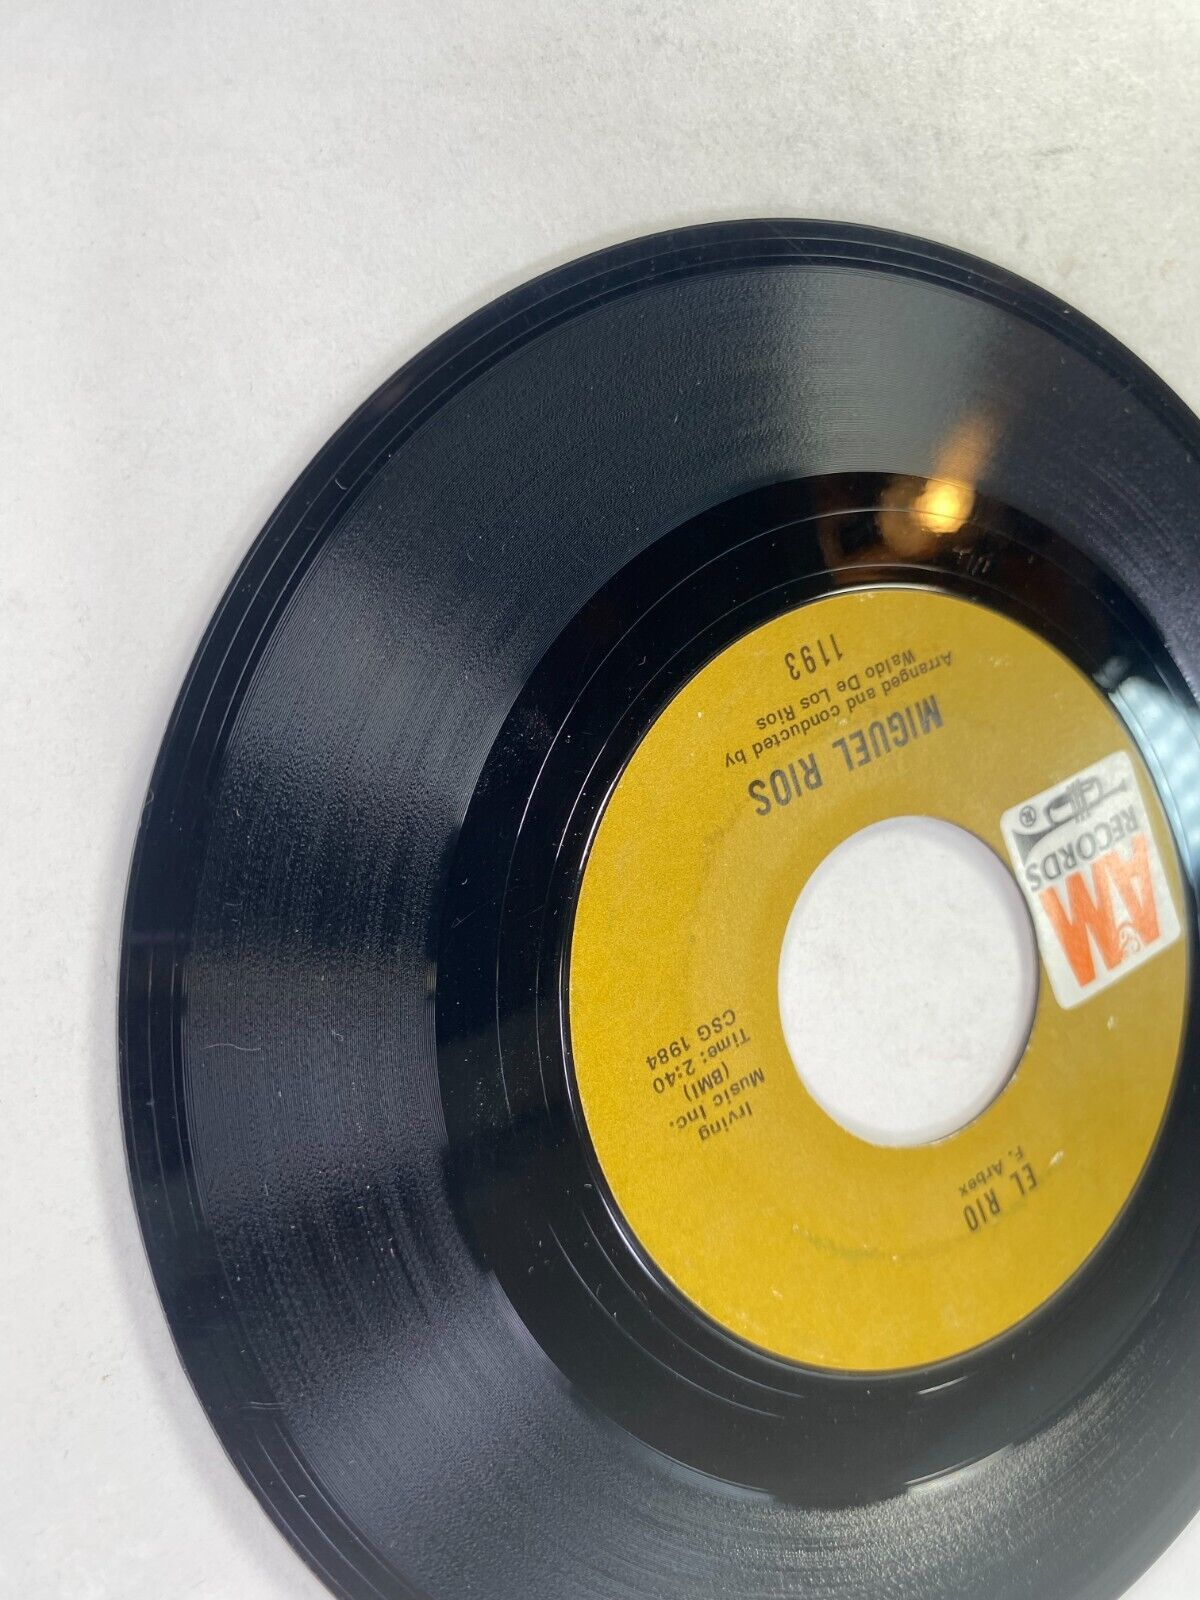 A&M
RECORDS
®
EL RIO
F. Arbex
Irving
Music Inc.
(BMI)
Time: 2:40
CSG 1984
MIGUEL RIOS
Arranged and conducted by
Waldo De Los Rios
1193